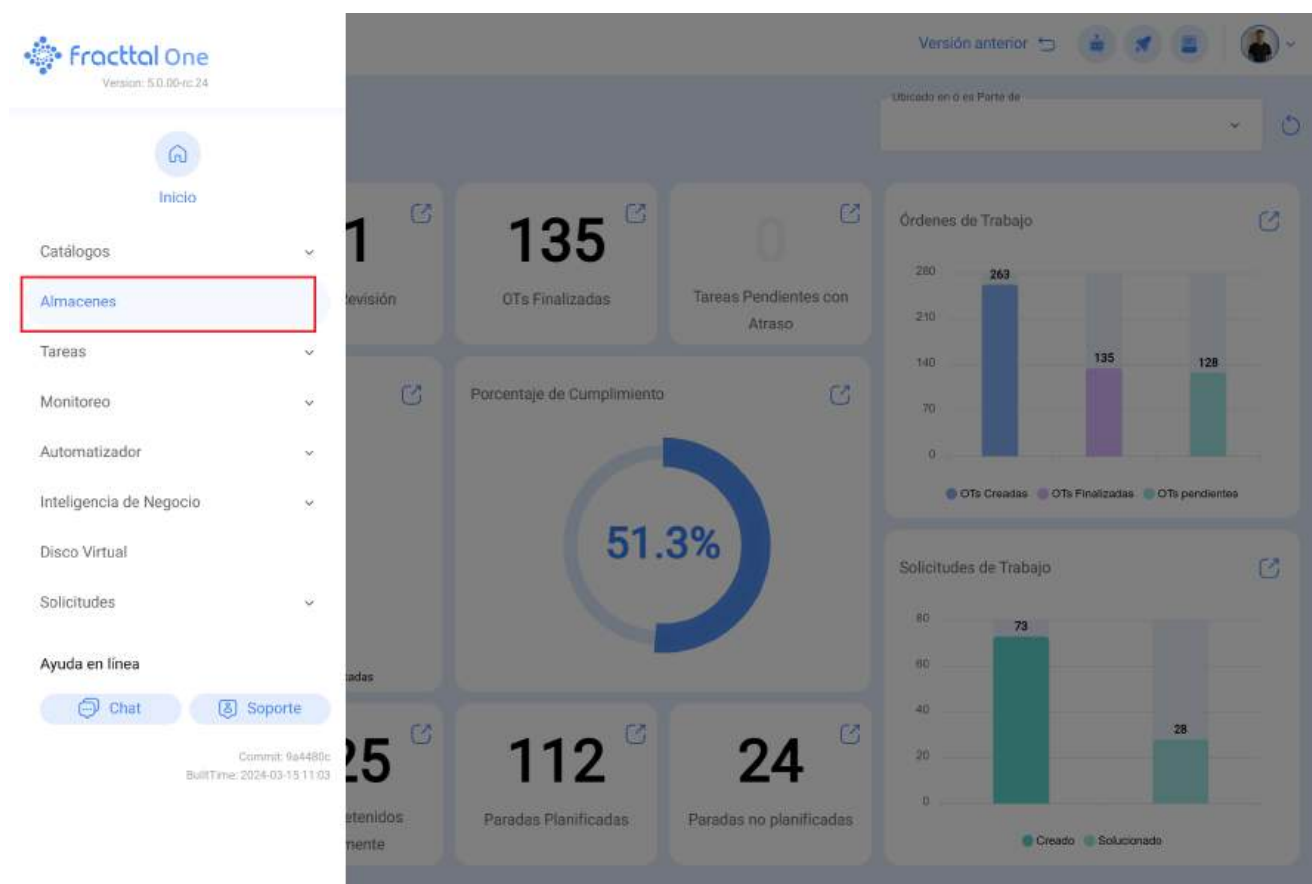 fracttal One
Version: 5.0.00-rc.24
Inicio
Catálogos
Almacenes
Tareas
Monitoreo
Automatizador
Inteligencia de Negocio
Disco Virtual
Solicitudes
Ayuda en línea
Chat
Soporte
Commit: 9a4480c
BuiltTime: 2024-03-15 11:03
Versión anterior
Ubicado en ó es Parte de
1
evisión
135
OTs Finalizadas
0
Tareas Pendientes con
Atraso
Órdenes de Trabajo
280
210
140
70
0
263
135
128
OTs Creadas
OTs Finalizadas
OTs pendientes
Porcentaje de Cumplimiento
51.3%
cadas
Solicitudes de Trabajo
80
60
40
20
0
73
28
Creado
Solucionado
25
etenidos
mente
112
Paradas Planificadas
24
Paradas no planificadas